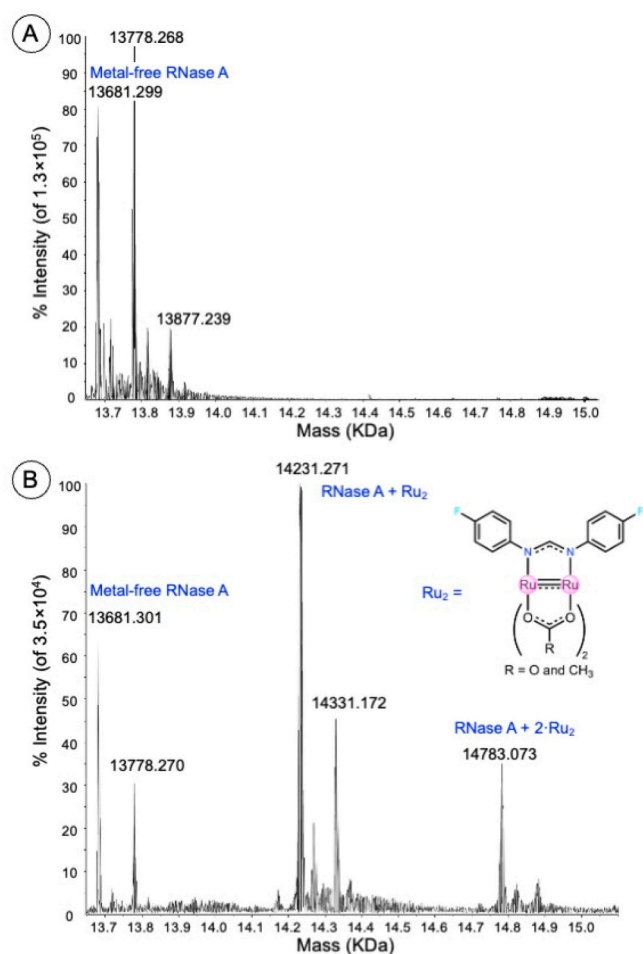 A
% Intensity (of 1.3×10⁵)
100
90
80
70
60
50
40
30
20
10
0
13778.268
Metal-free RNase A
13681.299
13877.239
13.7 13.8 13.9 14.0 14.1 14.2 14.3 14.4 14.5 14.6 14.7 14.8 14.9 15.0
Mass (KDa)
B
% Intensity (of 3.5×10⁴)
100
90
80
70
60
50
40
30
20
10
0
14231.271
RNase A + Ru₂
Metal-free RNase A
13681.301
13778.270
14331.172
RNase A + 2·Ru₂
14783.073
Ru₂ =
F F
N N
Ru Ru
O O
R
2
R = O and CH₃
13.7 13.8 13.9 14.0 14.1 14.2 14.3 14.4 14.5 14.6 14.7 14.8 14.9 15.0
Mass (KDa)